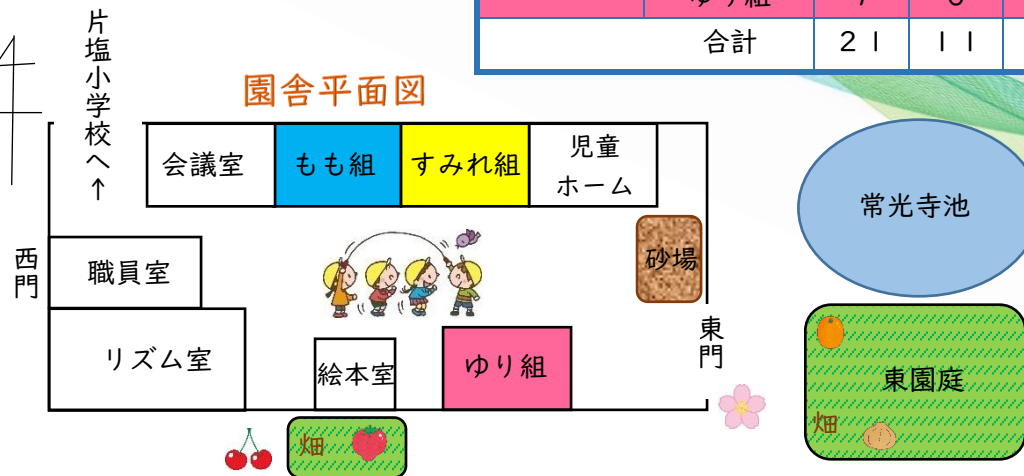 ゆり組
合計 21 11
片塩小学校へ↑
園舎平面図
会議室
もも組
すみれ組
児童
ホーム
常光寺池
砂場
西門
職員室
東門
リズム室
絵本室
ゆり組
東園庭
畑
畑